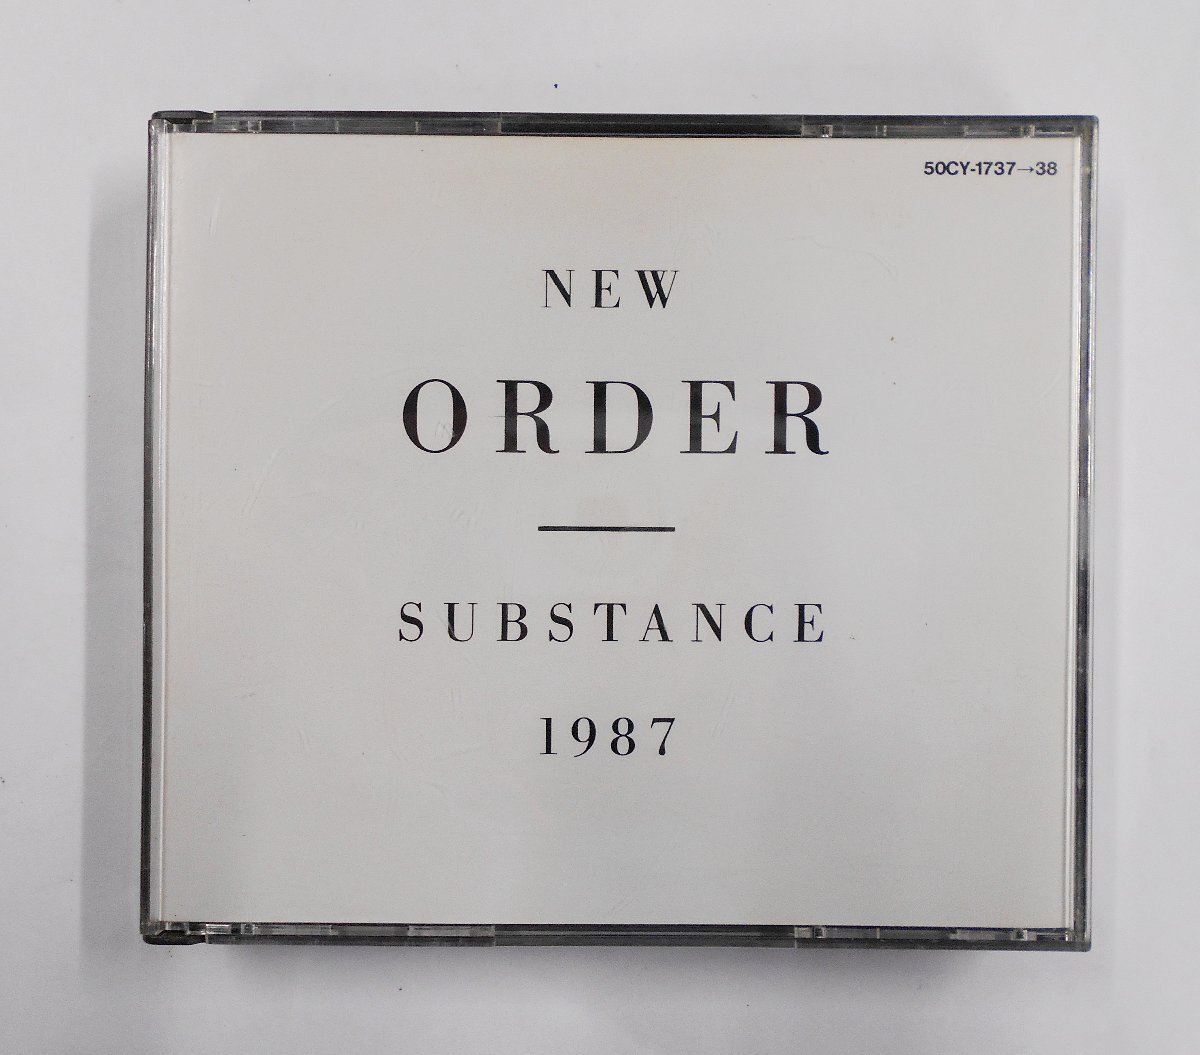 50CY-1737→38
NEW
ORDER
SUBSTANCE
1987